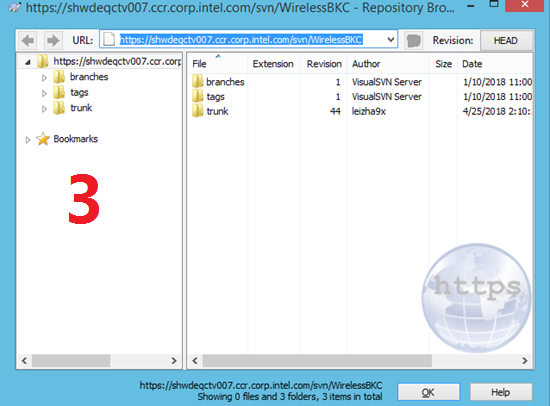 https://shwdeqctv007.ccr.corp.intel.com/svn/WirelessBKC - Repository Bro...
URL: https://shwdeqctv007.ccr.corp.intel.com/svn/WirelessBKC Revision: HEAD
https://shwdeqctv007.ccr.corp
branches
tags
trunk
Bookmarks
3
File Extension Revision Author Size Date
branches 1 VisualSVN Server 1/10/2018 11:00
tags 1 VisualSVN Server 1/10/2018 11:00
trunk 44 leizha9x 4/25/2018 2:10:
https
https://shwdeqctv007.ccr.corp.intel.com/svn/WirelessBKC
Showing 0 files and 3 folders, 3 items in total
OK Help